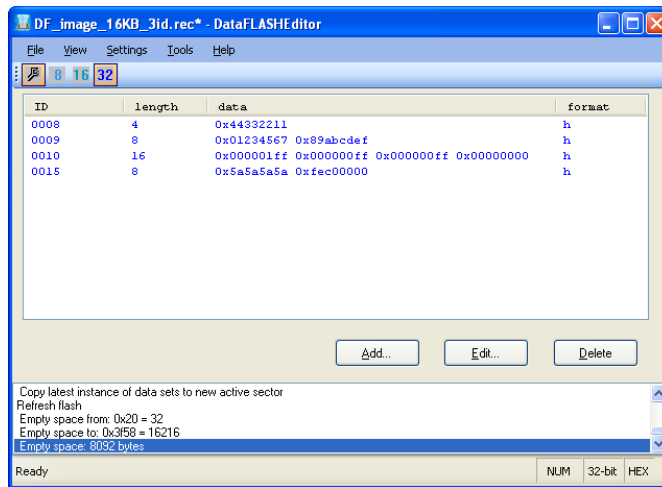 DF_image_16KB_3id.rec* - DataFLASHEditor
File View Settings Tools Help
8 16 32
ID length data format
0008 4 0x44332211 h
0009 8 0x01234567 0x89abcdef h
0010 16 0x000001ff 0x000000ff 0x000000ff 0x00000000 h
0015 8 0x5a5a5a5a 0xfec00000 h
Add... Edit... Delete
Copy latest instance of data sets to new active sector
Refresh flash
Empty space from: 0x20 = 32
Empty space to: 0x3f58 = 16216
Empty space: 8092 bytes
Ready NUM 32-bit HEX